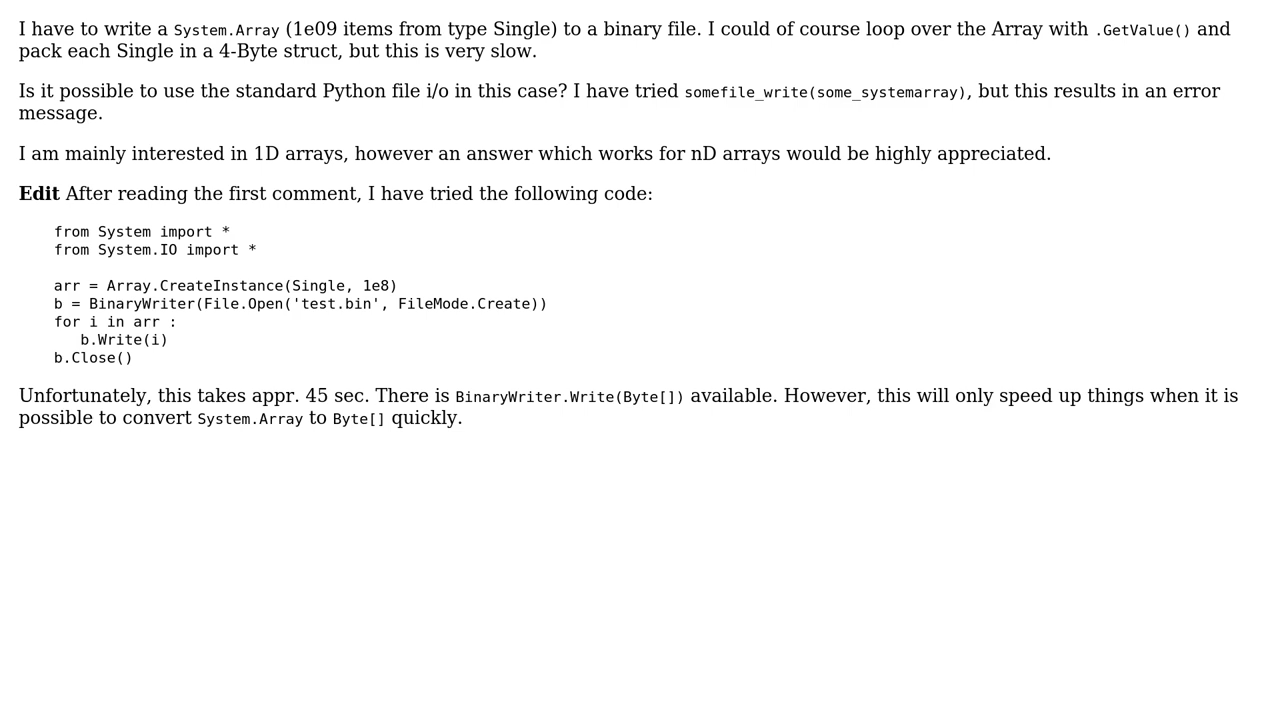 I have to write a System.Array (1e09 items from type Single) to a binary file. I could of course loop over the Array with .GetValue() and
pack each Single in a 4-Byte struct, but this is very slow.
Is it possible to use the standard Python file i/o in this case? I have tried somefile_write(some_systemarray), but this results in an error
message.
I am mainly interested in 1D arrays, however an answer which works for nD arrays would be highly appreciated.
Edit After reading the first comment, I have tried the following code:
from System import *
from System.IO import *
arr = Array.CreateInstance(Single, 1e8)
b = BinaryWriter(File.Open('test.bin', FileMode.Create))
for i in arr :
   b.Write(i)
b.Close()
Unfortunately, this takes appr. 45 sec. There is BinaryWriter.Write(Byte[]) available. However, this will only speed up things when it is
possible to convert System.Array to Byte[] quickly.